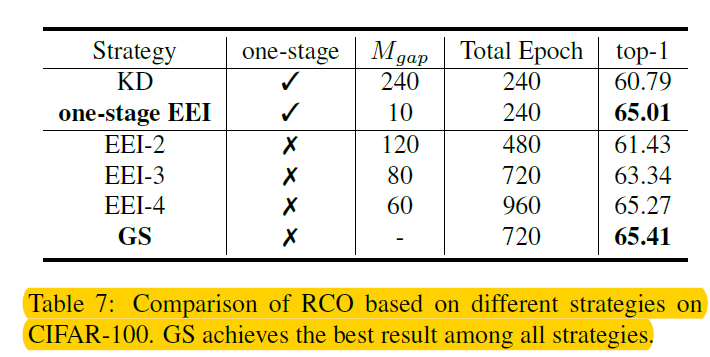 Strategy one-stage M_gap Total Epoch top-1
KD ✓ 240 240 60.79
one-stage EEI ✓ 10 240 65.01
EEI-2 ✗ 120 480 61.43
EEI-3 ✗ 80 720 63.34
EEI-4 ✗ 60 960 65.27
GS ✗ - 720 65.41
Table 7: Comparison of RCO based on different strategies on
CIFAR-100. GS achieves the best result among all strategies.